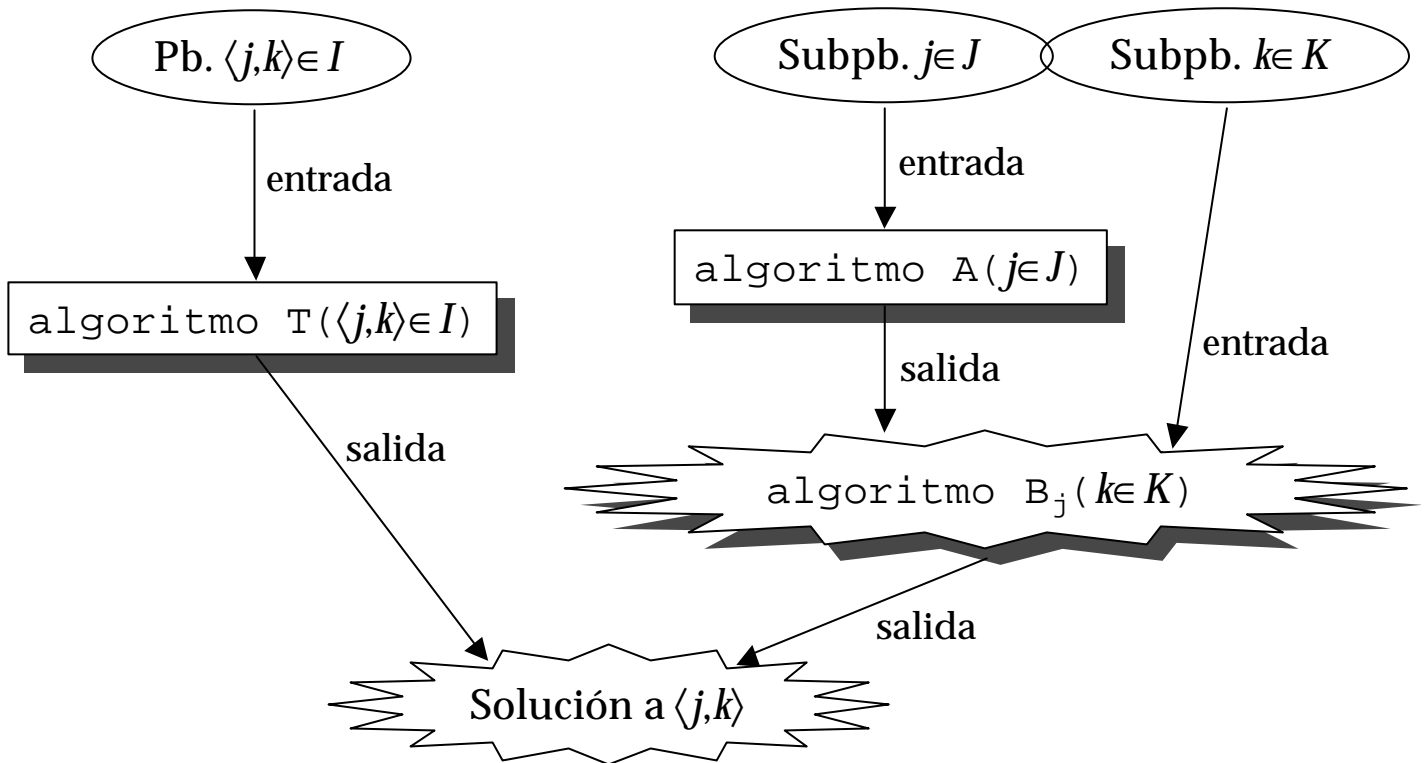 Pb. ⟨j,k⟩∈ I
Subpb. j∈ J
Subpb. k∈ K
entrada
entrada
algoritmo A(j∈ J)
algoritmo T(⟨j,k⟩∈ I)
entrada
salida
salida
algoritmo Bj(k∈ K)
salida
Solución a ⟨j,k⟩